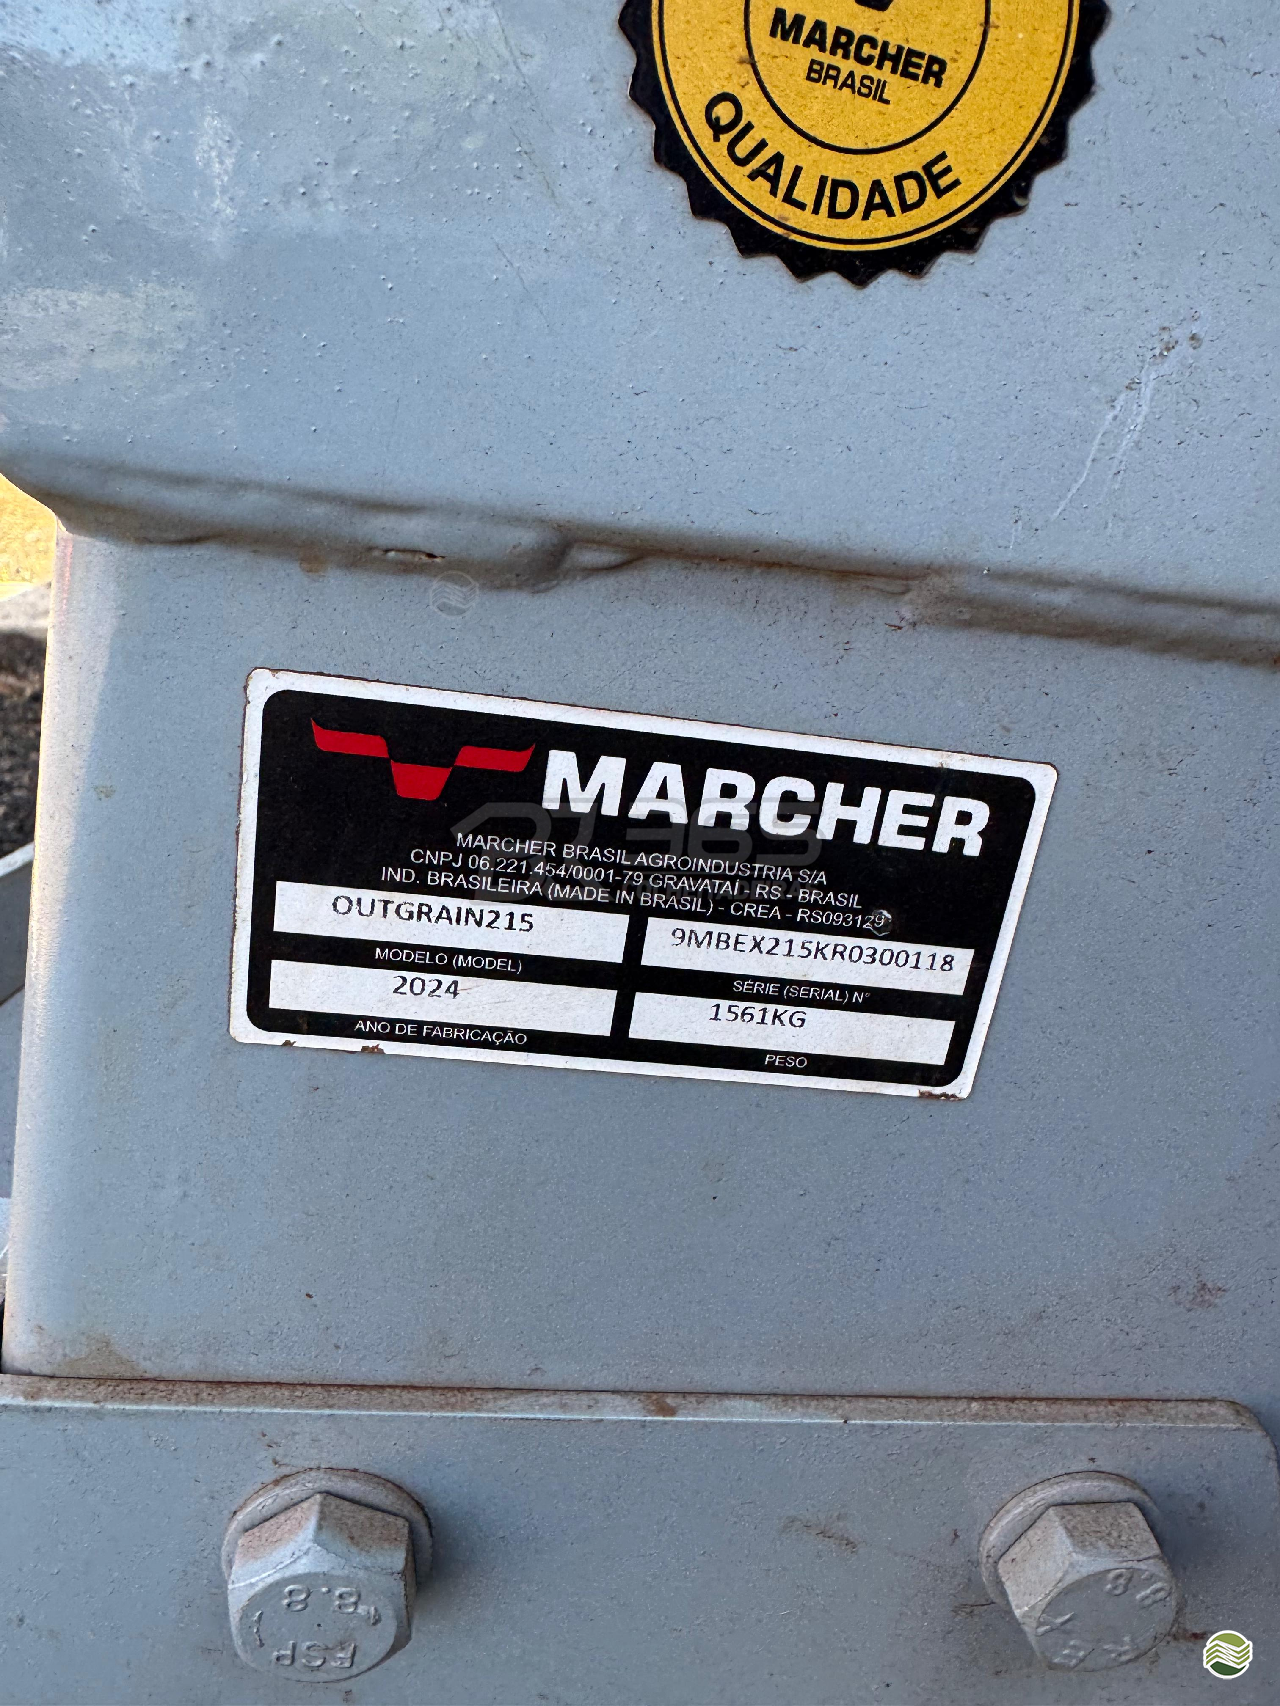 MARCHER
BRASIL
QUALIDADE
MARCHER
MARCHER BRASIL AGROINDUSTRIA S/A
CNPJ 06.221.454/0001-79 GRAVATAÍ - RS - BRASIL
IND. BRASILEIRA (MADE IN BRASIL) - CREA - RS093129
OUTGRAIN215
9MBEX215KR0300118
MODELO (MODEL)
SÉRIE (SERIAL) Nº
2024
1561KG
ANO DE FABRICAÇÃO
PESO
8.8
FSP
8.8